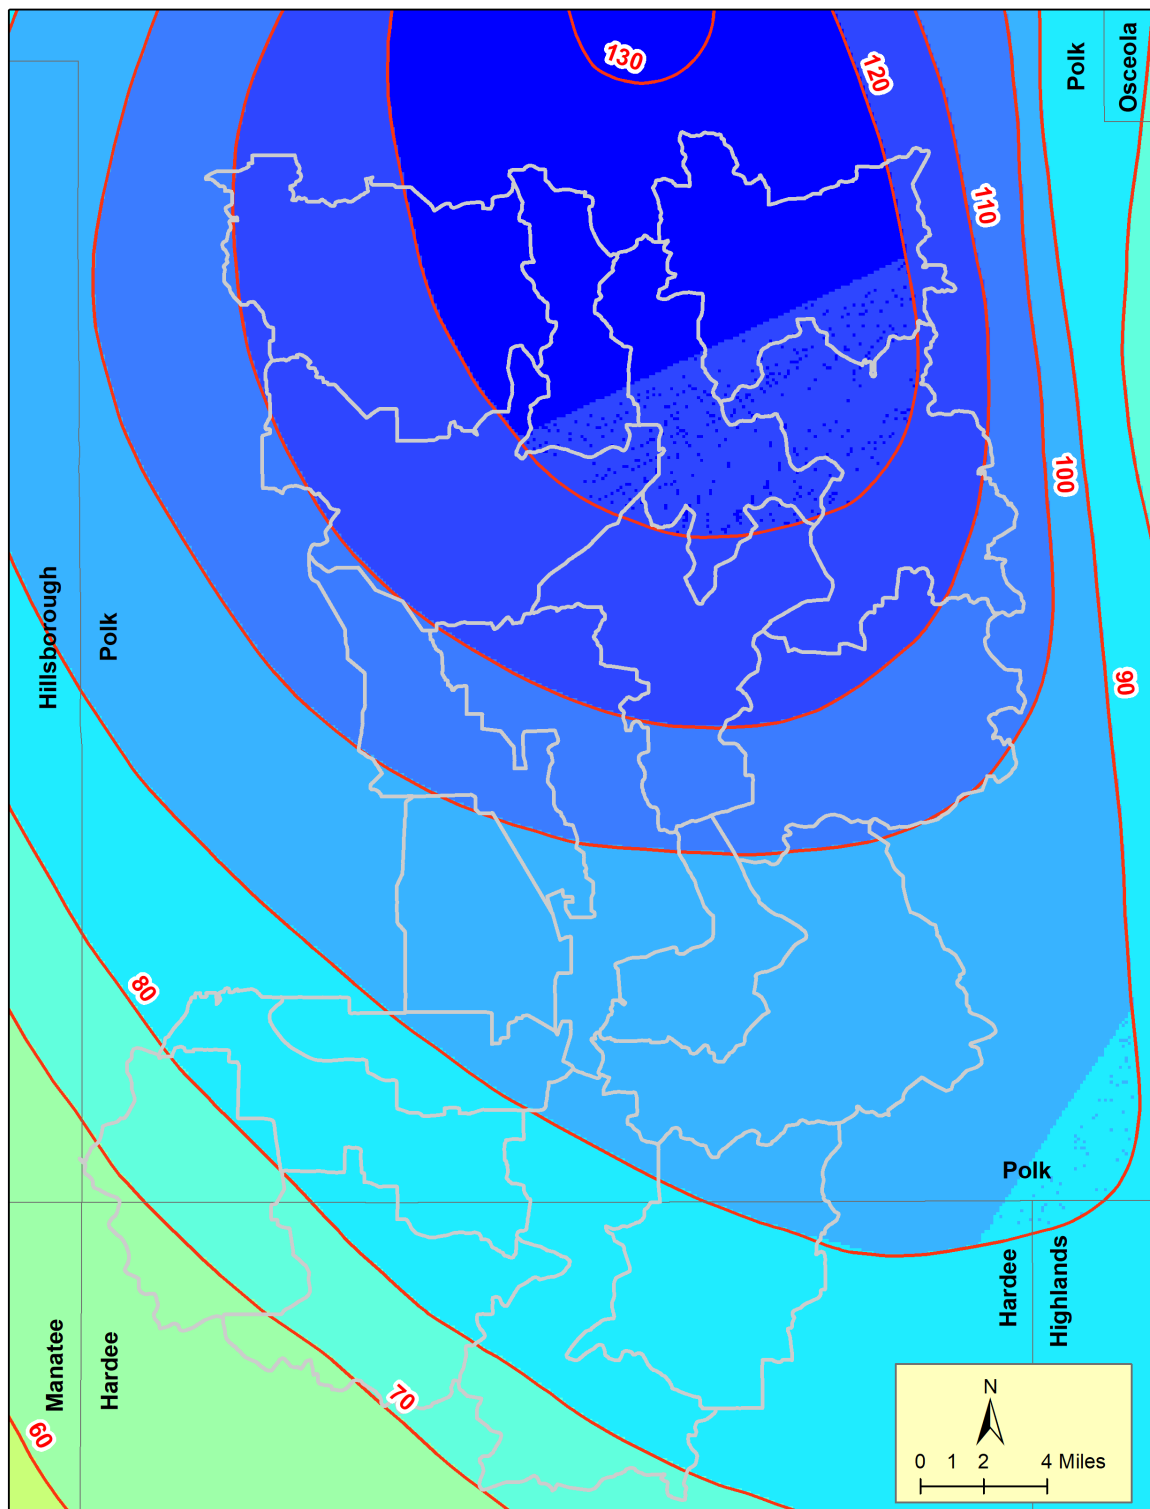 130
120
Polk
Osceola
110
100
Hillsborough
Polk
90
80
Polk
Hardee
Highlands
Manatee
Hardee
70
60
N
0 1 2 4 Miles